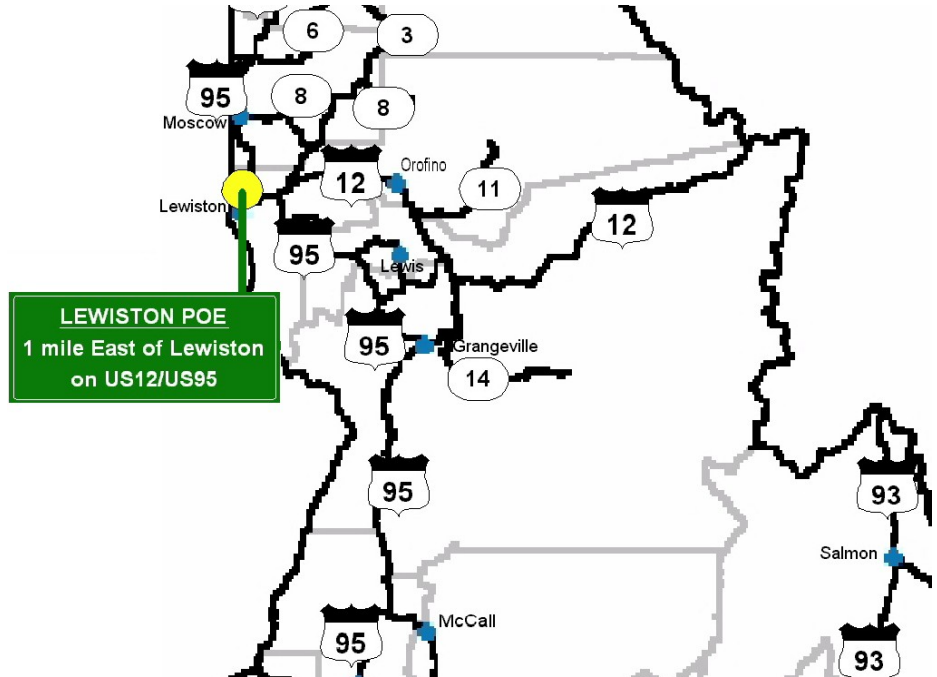 6
3
95
8
8
Moscow
Orofino
12
11
Lewiston
12
95
Lewis
LEWISTON POE
1 mile East of Lewiston
on US12/US95
95
Grangeville
14
95
93
Salmon
McCall
95
93